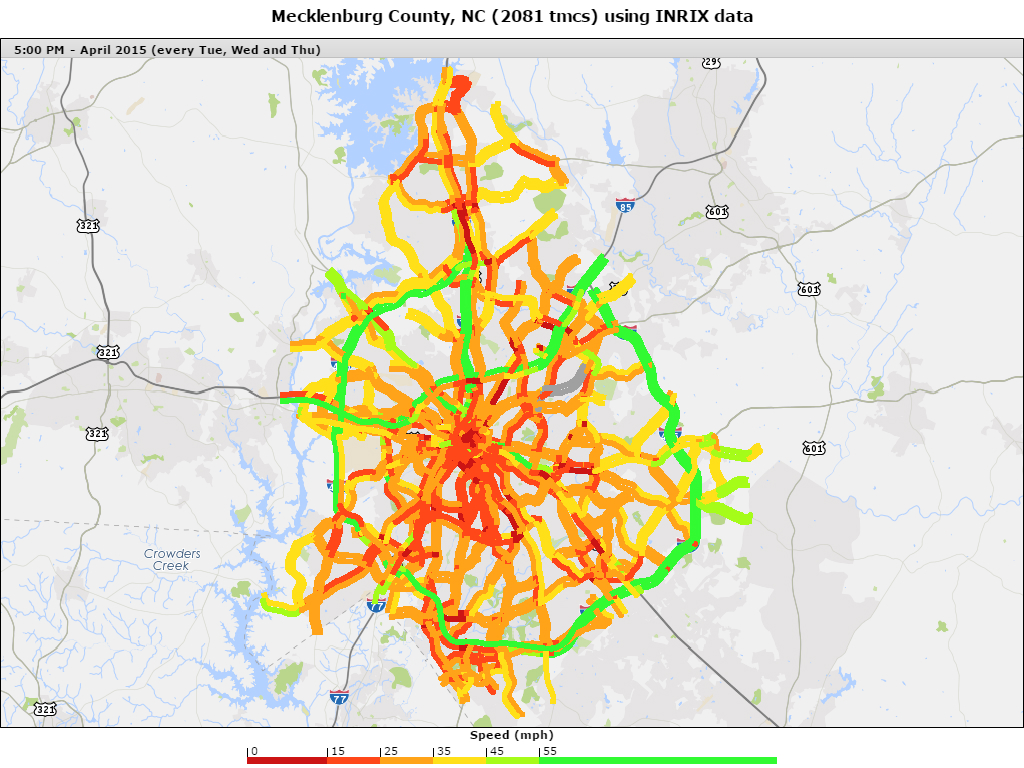 Mecklenburg County, NC (2081 tmcs) using INRIX data
5:00 PM - April 2015 (every Tue, Wed and Thu)
29
85
601
321
601
321
321
601
Crowders
Creek
77
77
321
Speed (mph)
0 15 25 35 45 55